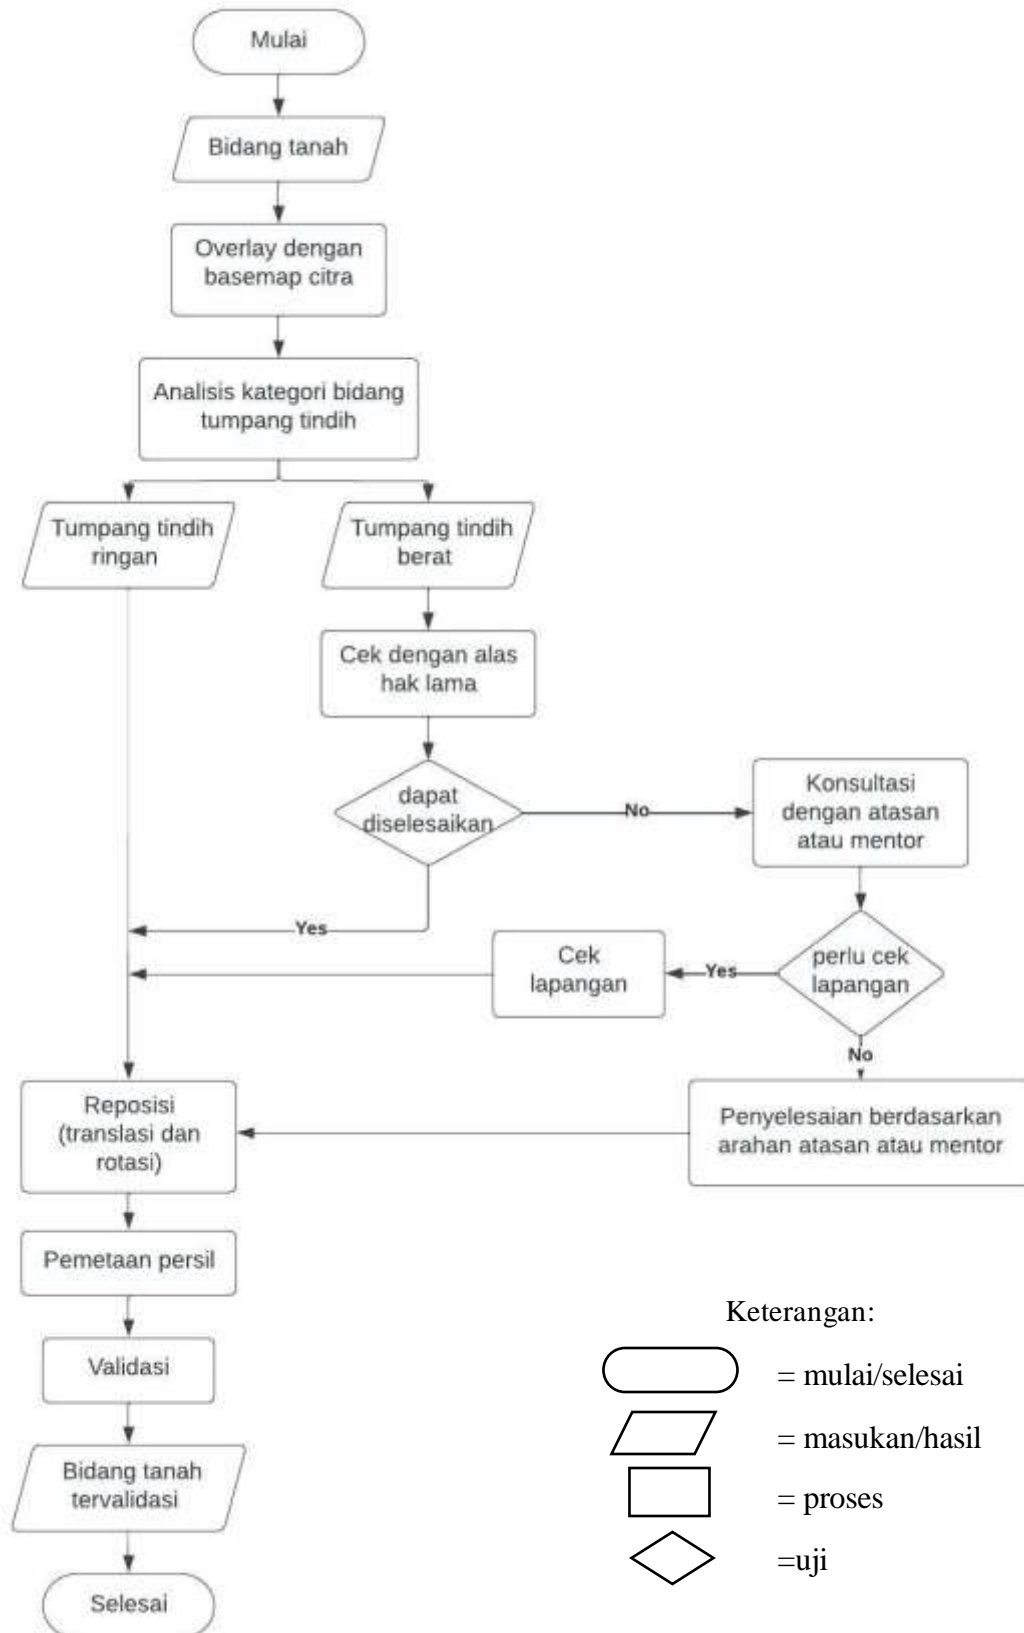 Mulai
Bidang tanah
Overlay dengan
basemap citra
Analisis kategori bidang
tumpang tindih
Tumpang tindih
ringan
Tumpang tindih
berat
Cek dengan alas
hak lama
dapat
diselesaikan
No
Konsultasi
dengan atasan
atau mentor
Yes
Cek
lapangan
Yes
perlu cek
lapangan
No
Reposisi
(translasi dan
rotasi)
Penyelesaian berdasarkan
arahan atasan atau mentor
Pemetaan persil
Validasi
Bidang tanah
tervalidasi
Selesai
Keterangan:
= mulai/selesai
= masukan/hasil
= proses
=uji